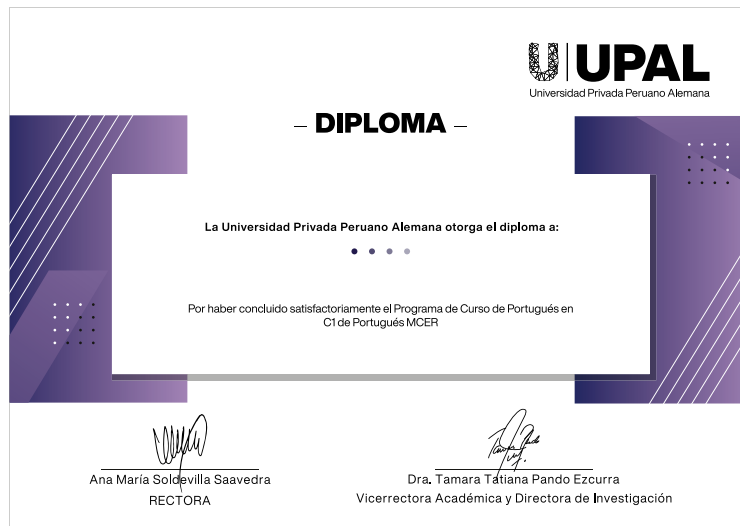 UPAL
Universidad Privada Peruano Alemana
– DIPLOMA –
La Universidad Privada Peruano Alemana otorga el diploma a:
Por haber concluido satisfactoriamente el Programa de Curso de Portugués en
C1 de Portugués MCER
Ana María Soldevilla Saavedra
RECTORA
Dra. Tamara Tatiana Pando Ezcurra
Vicerrectora Académica y Directora de Investigación